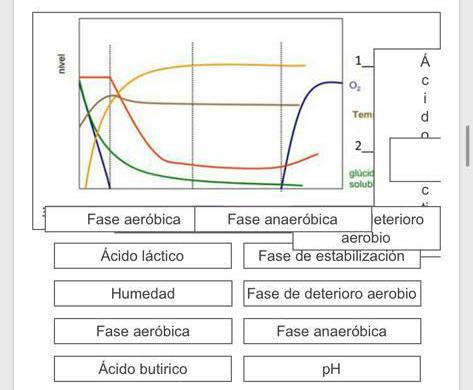 nivel
1
O₂
Tem
2
glúcid
solub
Á
c
i
d
o
c
Fase aeróbica
Fase anaeróbica
eterioro
aerobio
Ácido láctico
Fase de estabilización
Humedad
Fase de deterioro aerobio
Fase aeróbica
Fase anaeróbica
Ácido butirico
pH